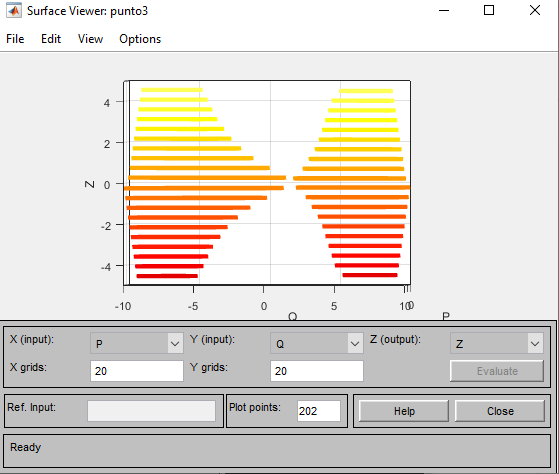 Surface Viewer: punto3
File Edit View Options
4
2
0
-2
-4
Z
-10 -5 0 5 10 0
Q P
X (input): P Y (input): Q Z (output): Z
X grids: 20 Y grids: 20 Evaluate
Ref. Input: Plot points: 202 Help Close
Ready